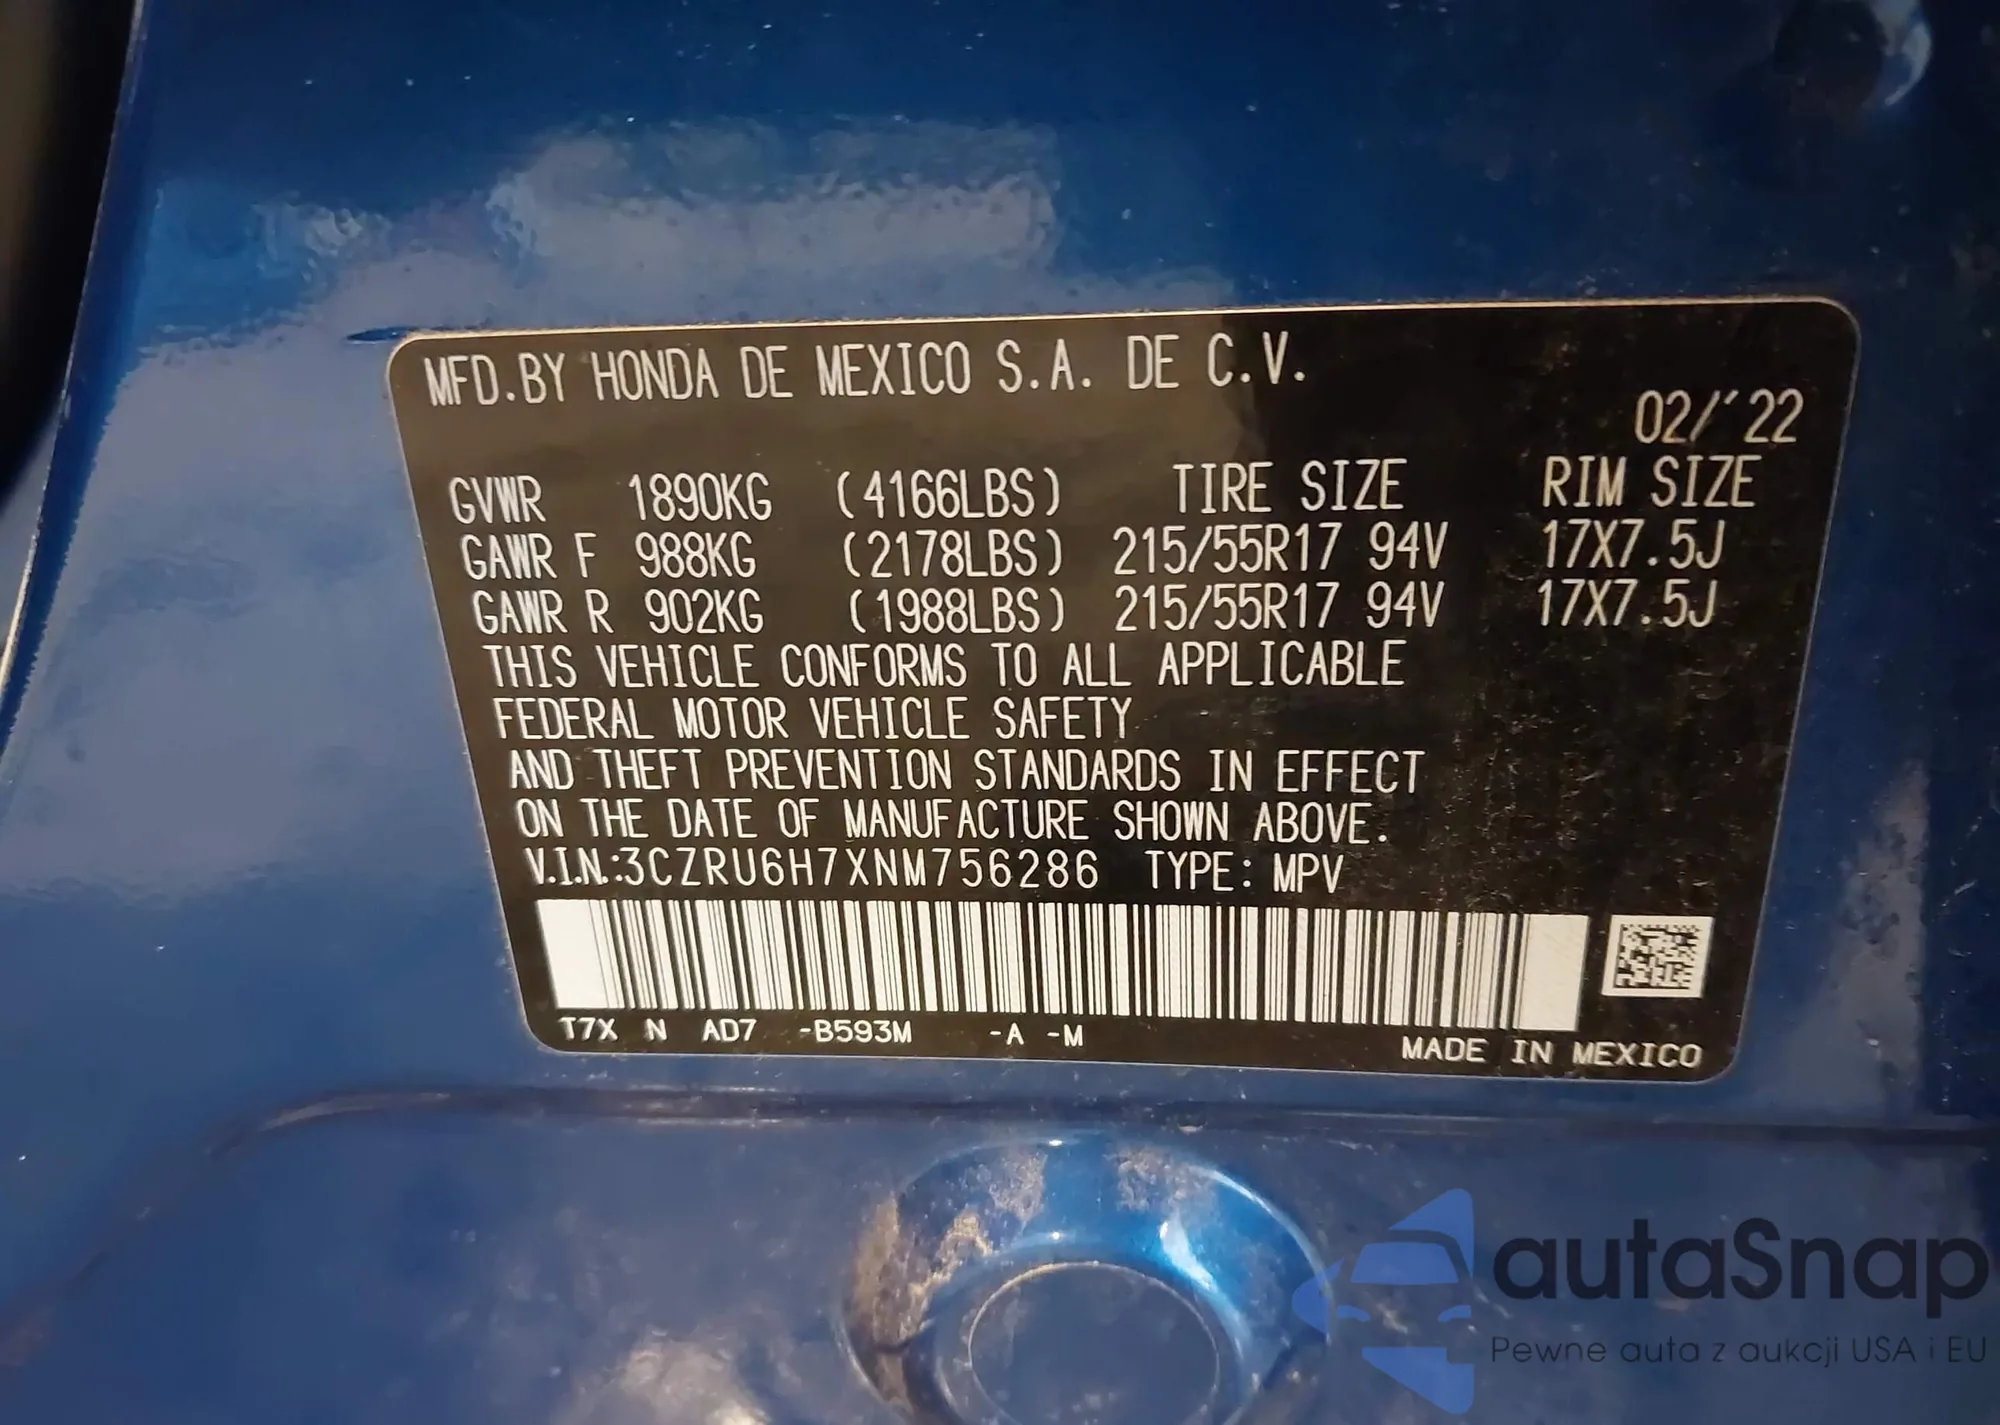 MFD.BY HONDA DE MEXICO S.A. DE C.V.
02/'22
GVWR 1890KG (4166LBS) TIRE SIZE RIM SIZE
GAWR F 988KG (2178LBS) 215/55R17 94V 17X7.5J
GAWR R 902KG (1988LBS) 215/55R17 94V 17X7.5J
THIS VEHICLE CONFORMS TO ALL APPLICABLE
FEDERAL MOTOR VEHICLE SAFETY
AND THEFT PREVENTION STANDARDS IN EFFECT
ON THE DATE OF MANUFACTURE SHOWN ABOVE.
V.I.N.:3CZRU6H7XNM756286 TYPE: MPV
T7X N AD7 -B593M -A -M
MADE IN MEXICO
autaSnap
Pewne auta z aukcji USA i EU